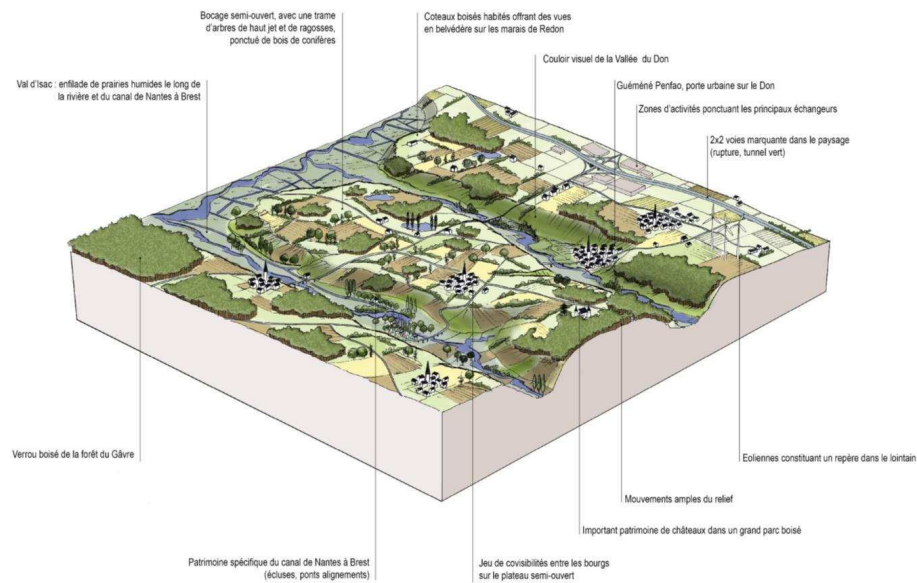 Bocage semi-ouvert, avec une trame
d'arbres de haut jet et de ragosses,
ponctué de bois de conifères
Coteaux boisés habités offrant des vues
en belvédère sur les marais de Redon
Couloir visuel de la Vallée du Don
Val d'Isac : enfilade de prairies humides le long de
la rivière et du canal de Nantes à Brest
Guéméné Penfao, porte urbaine sur le Don
Zones d'activités ponctuant les principaux échangeurs
2x2 voies marquante dans le paysage
(rupture, tunnel vert)
Verrou boisé de la forêt du Gâvre
Eoliennes constituant un repère dans le lointain
Mouvements amples du relief
Important patrimoine de châteaux dans un grand parc boisé
Patrimoine spécifique du canal de Nantes à Brest
(écluses, ponts alignements)
Jeu de covisibilités entre les bourgs
sur le plateau semi-ouvert